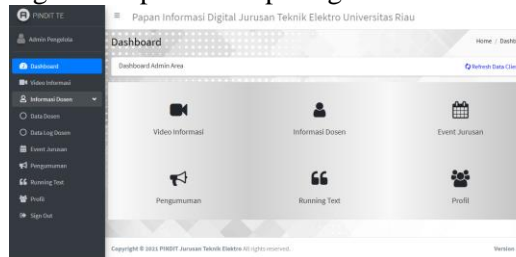 PINDIT TE
Admin Pengelola
Dashboard
Video Informasi
Informasi Dosen
Data Dosen
Data Log Dosen
Event Jurusan
Pengumuman
Running Text
Profil
Sign Out
Papan Informasi Digital Jurusan Teknik Elektro Universitas Riau
Dashboard
Home / Dashb
Dashboard Admin Area
Refresh Data Clie
Video Informasi
Informasi Dosen
Event Jurusan
Pengumuman
Running Text
Profil
Copyright © 2021 PINDIT Jurusan Teknik Elektro All rights reserved.
Version